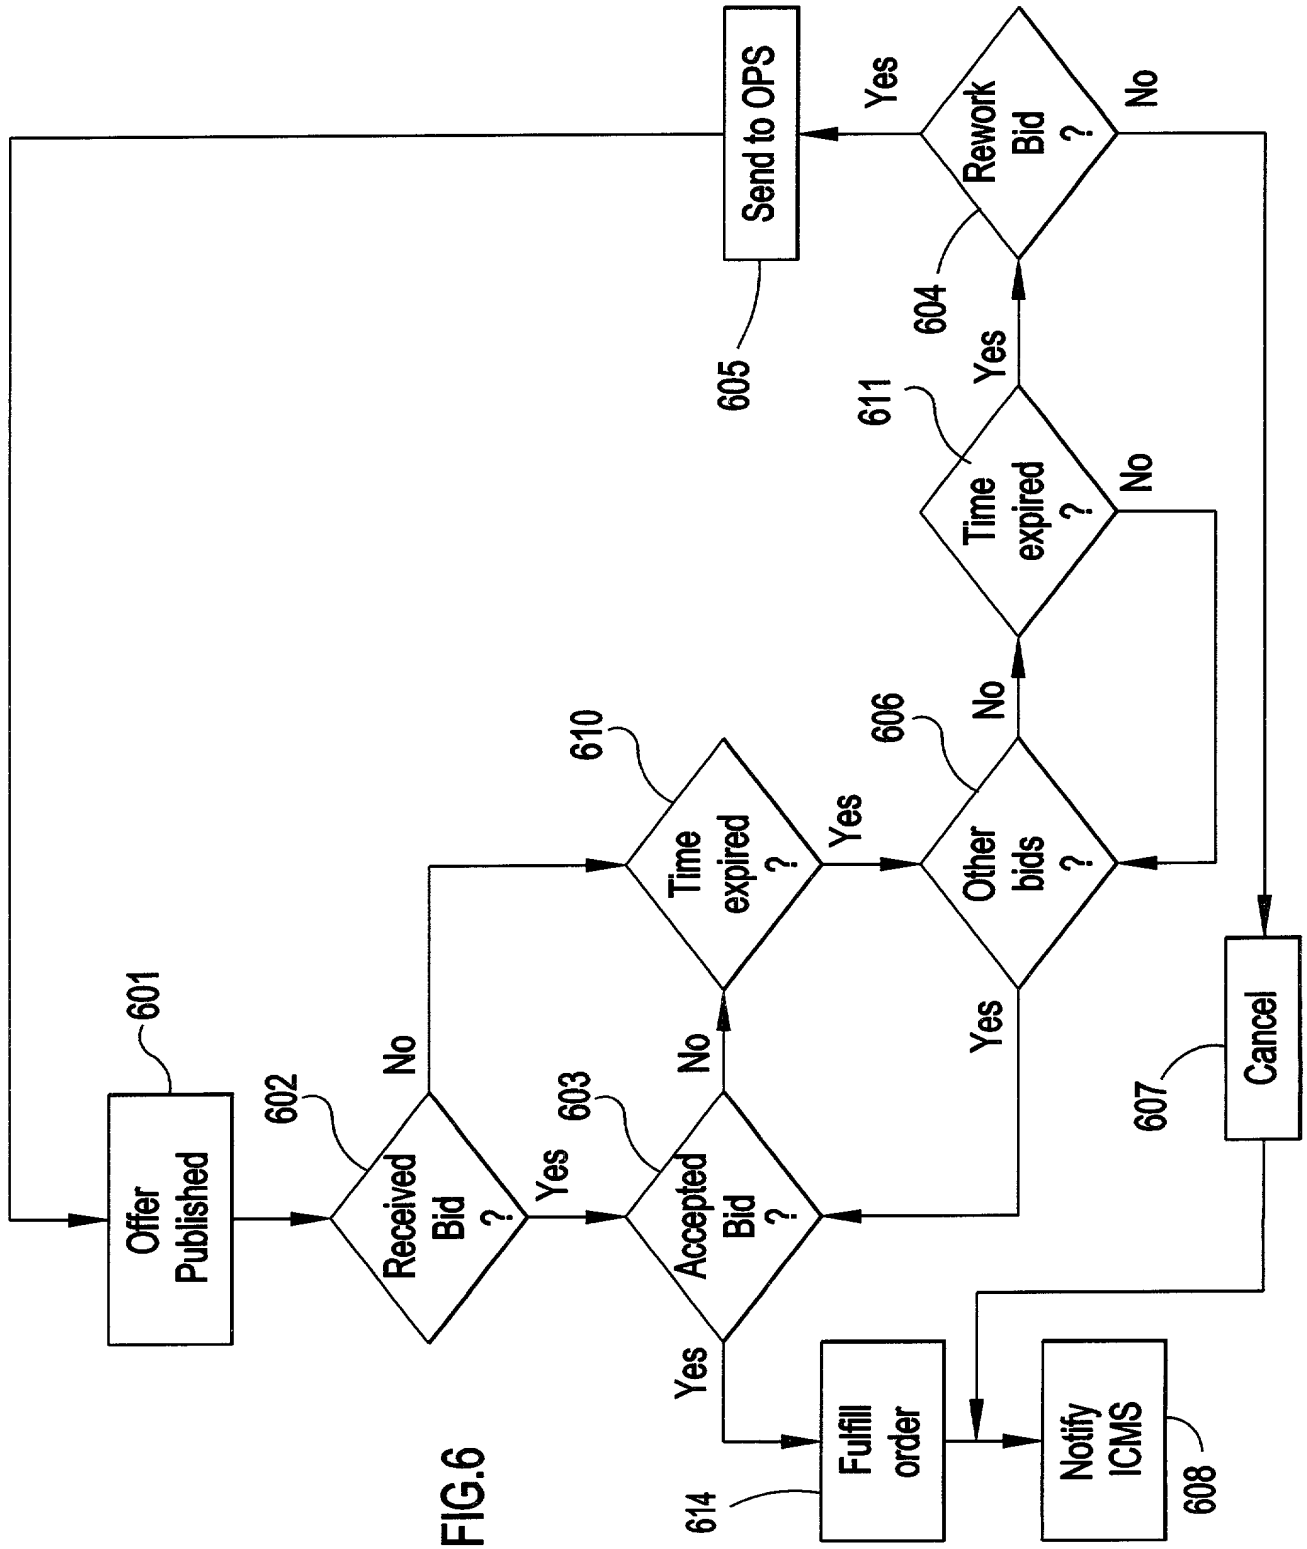 FIG.6
601
Offer
Published
602
Received
Bid
?
No
Yes
603
Accepted
Bid
?
Yes
No
610
Time
expired
?
Yes
606
Other
bids
?
Yes
No
611
Time
expired
?
Yes
No
604
Rework
Bid
?
Yes
No
605
Send to OPS
607
Cancel
614
Fulfill
order
Notify
ICMS
608